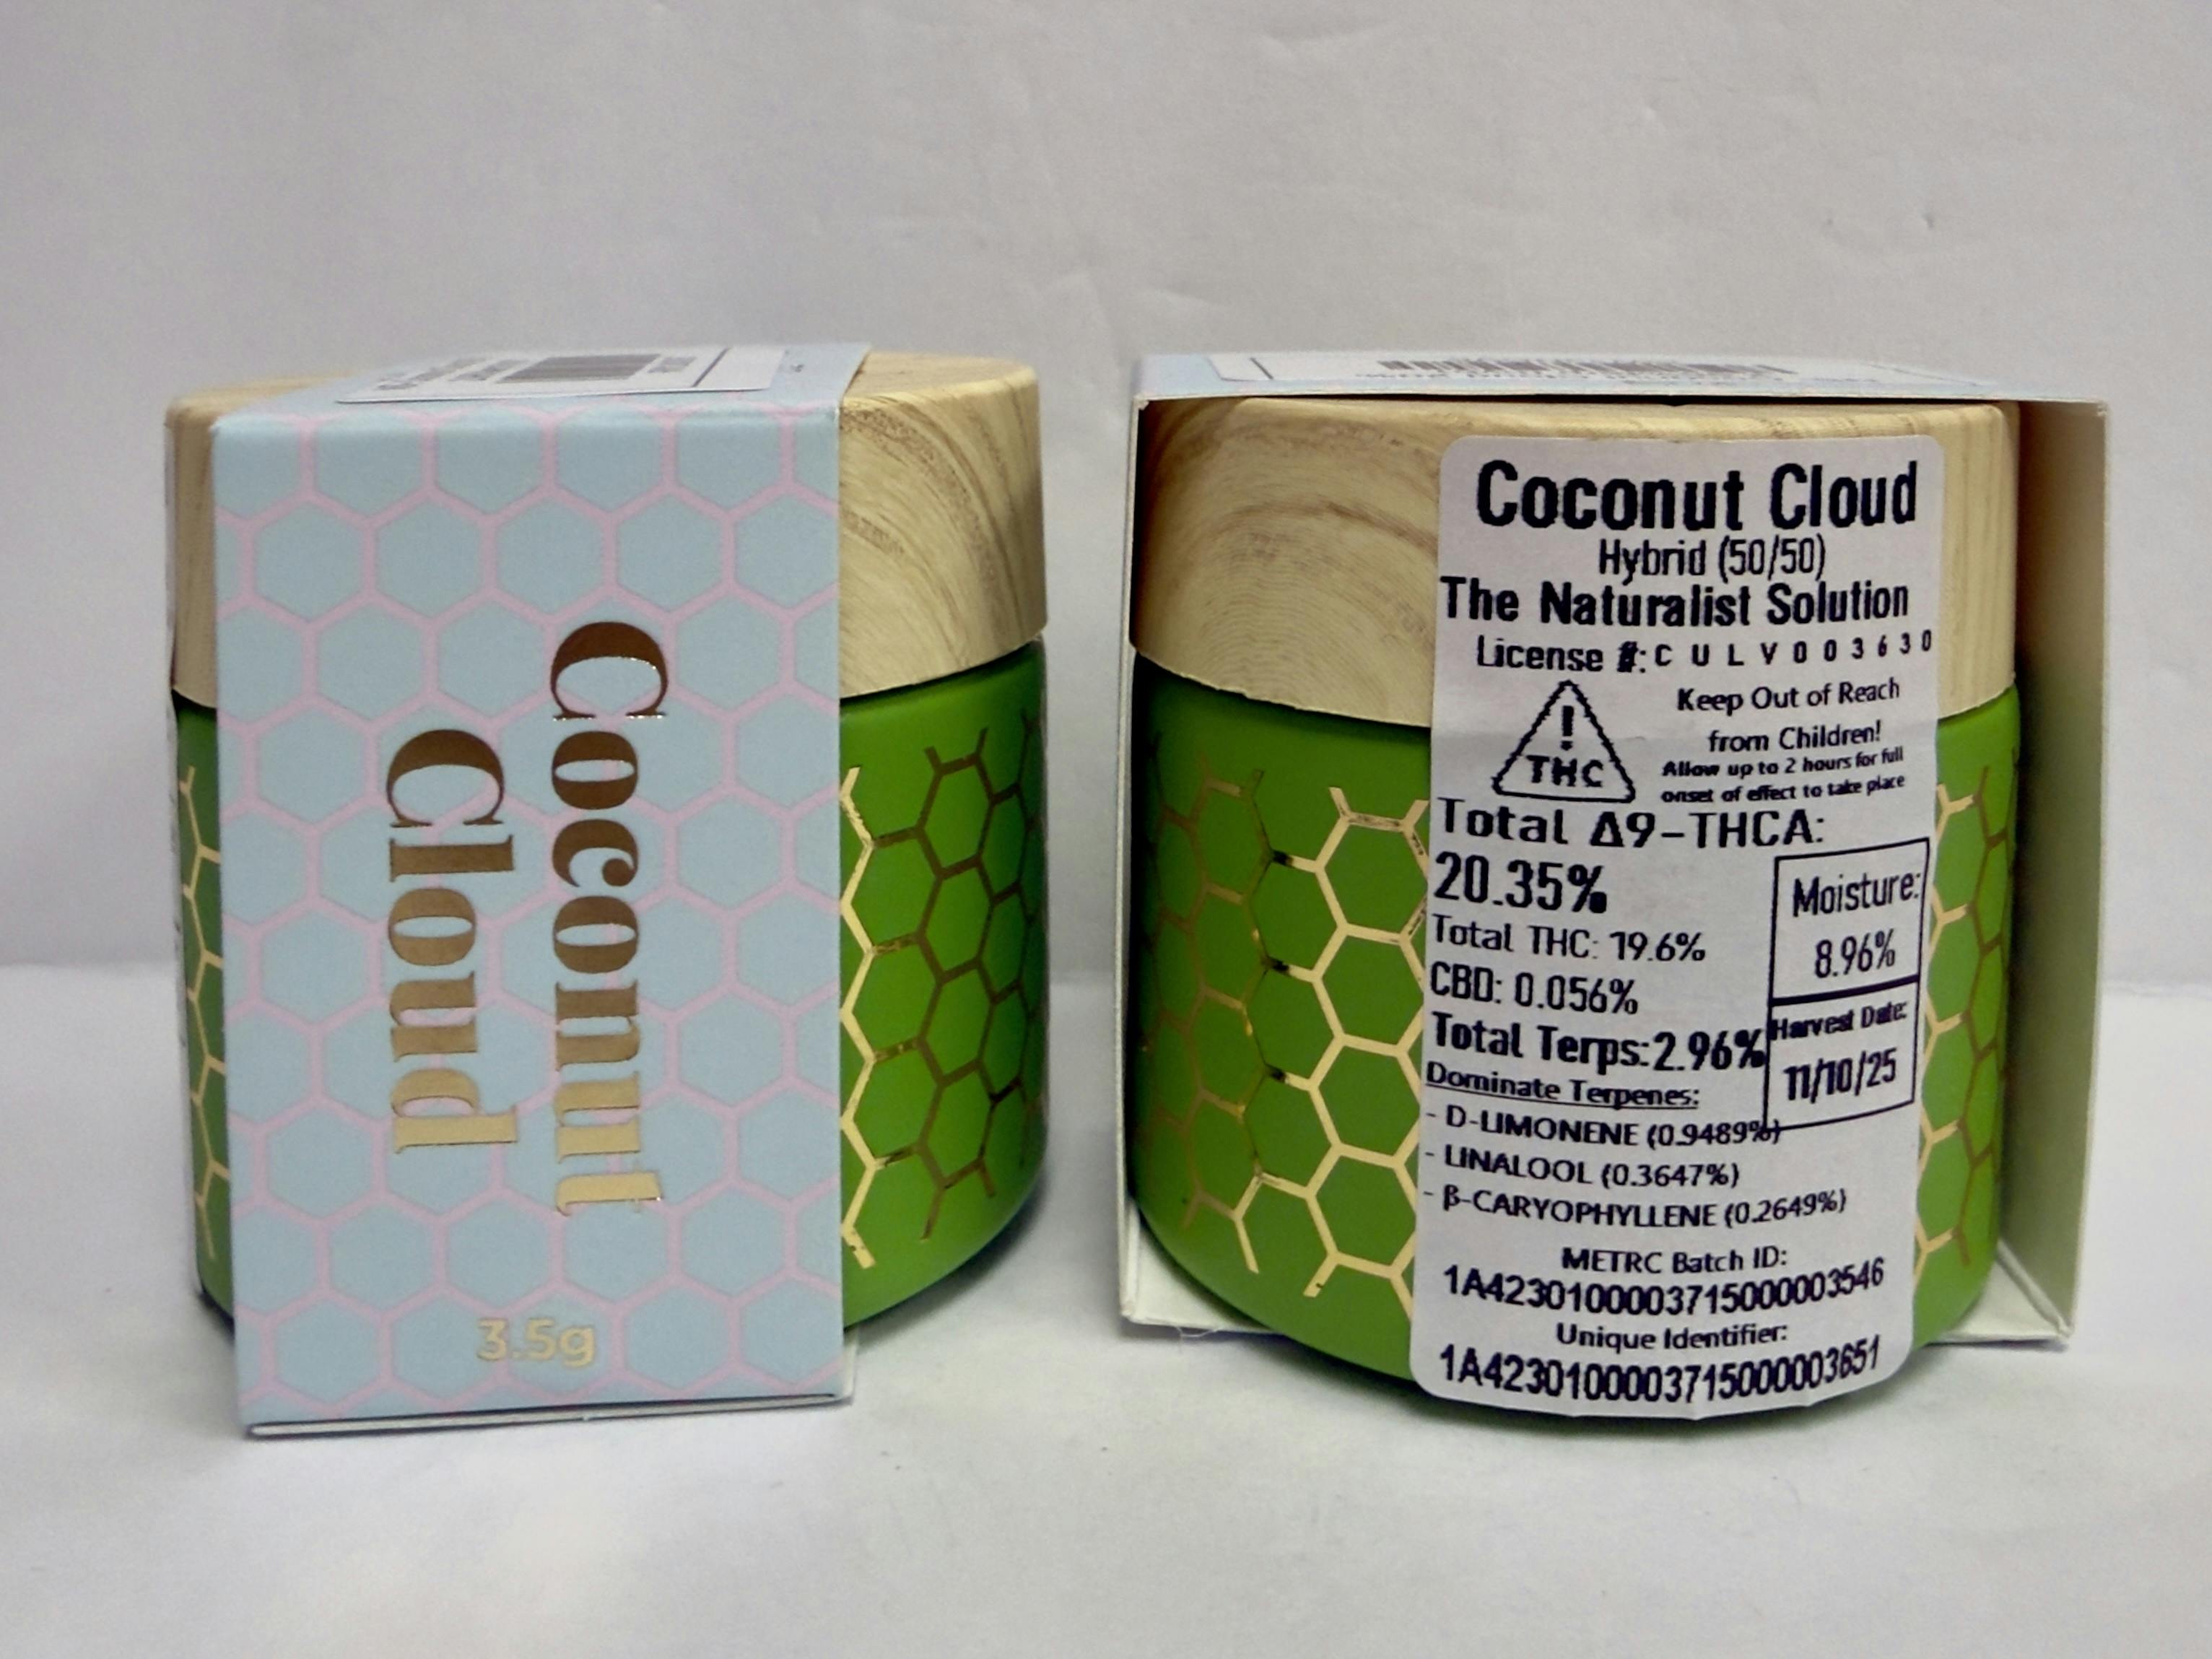 Coconut
Cloud
3.5g
Coconut Cloud
Hybrid (50/50)
The Naturalist Solution
License #: CULV003630
!
THC
Keep Out of Reach
from Children!
Allow up to 2 hours for full
onset of effect to take place
Total Δ9-THCA:
20.35%
Total THC: 19.6%
CBD: 0.056%
Total Terps:2.96%
Moisture:
8.96%
Harvest Date:
11/10/25
Dominate Terpenes:
- D-LIMONENE (0.9489%)
- LINALOOL (0.3647%)
- β-CARYOPHYLLENE (0.2649%)
METRC Batch ID:
1A4230100003715000003546
Unique Identifier:
1A4230100003715000003651